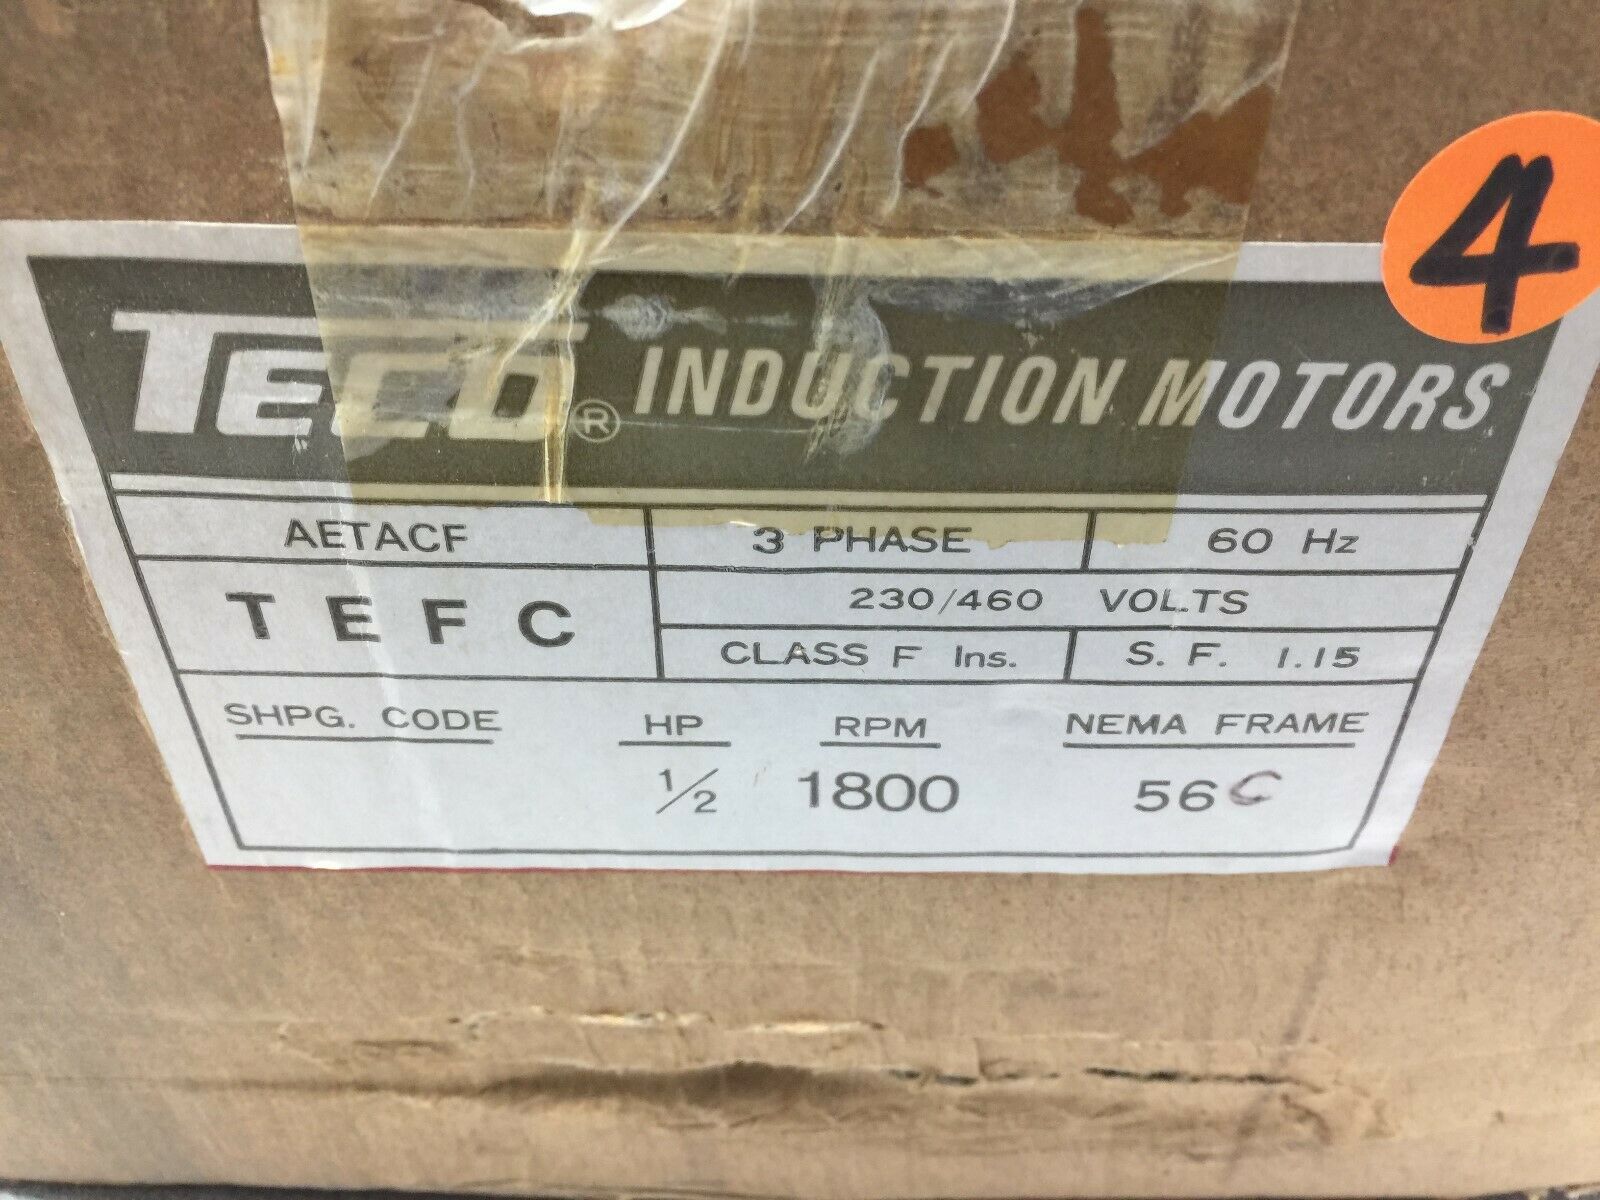 4
TECO® INDUCTION MOTORS
AETACF 3 PHASE 60 Hz
TEFC 230/460 VOLTS
CLASS F Ins. S. F. 1.15
SHPG. CODE HP RPM NEMA FRAME
1/2 1800 56C